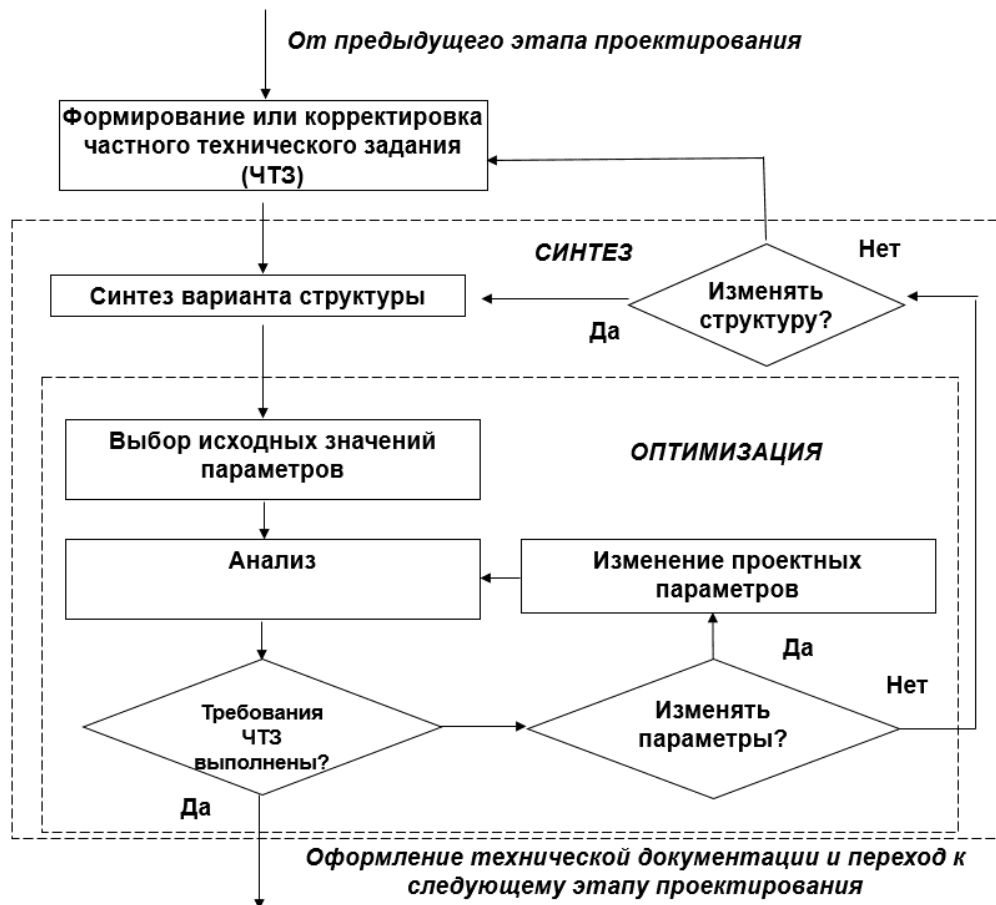 От предыдущего этапа проектирования
Формирование или корректировка
частного технического задания
(ЧТЗ)
СИНТЕЗ
Нет
Синтез варианта структуры
Изменять
структуру?
Да
Выбор исходных значений
параметров
ОПТИМИЗАЦИЯ
Анализ
Изменение проектных
параметров
Да
Нет
Требования
ЧТЗ
выполнены?
Изменять
параметры?
Да
Оформление технической документации и переход к
следующему этапу проектирования